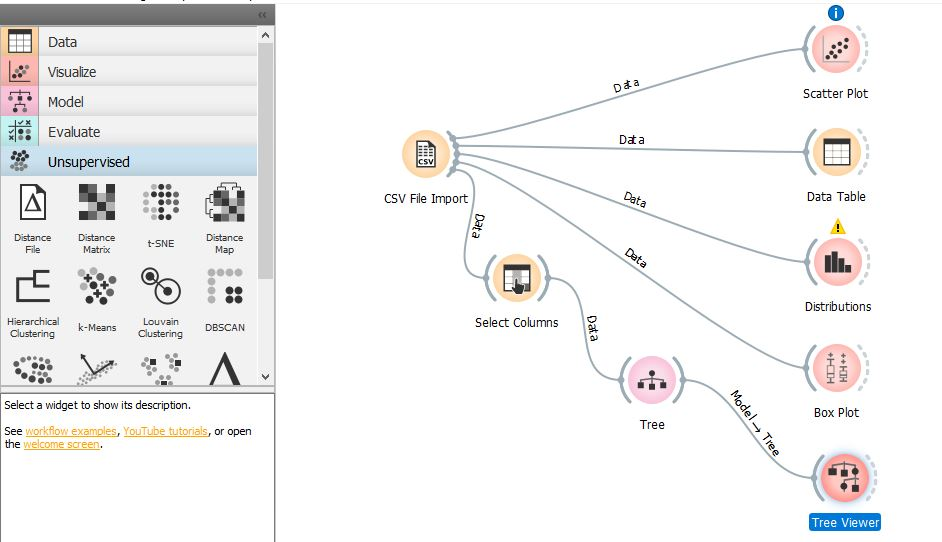 Data
Visualize
Model
Evaluate
Unsupervised
Distance
File
Distance
Matrix
t-SNE
Distance
Map
Hierarchical
Clustering
k-Means
Louvain
Clustering
DBSCAN
Select a widget to show its description.
See workflow examples, YouTube tutorials, or open
the welcome screen.
CSV
CSV File Import
Data
Scatter Plot
Data
Data Table
Data
Distributions
Data
Box Plot
Data
Select Columns
Data
Tree
Model → Tree
Tree Viewer